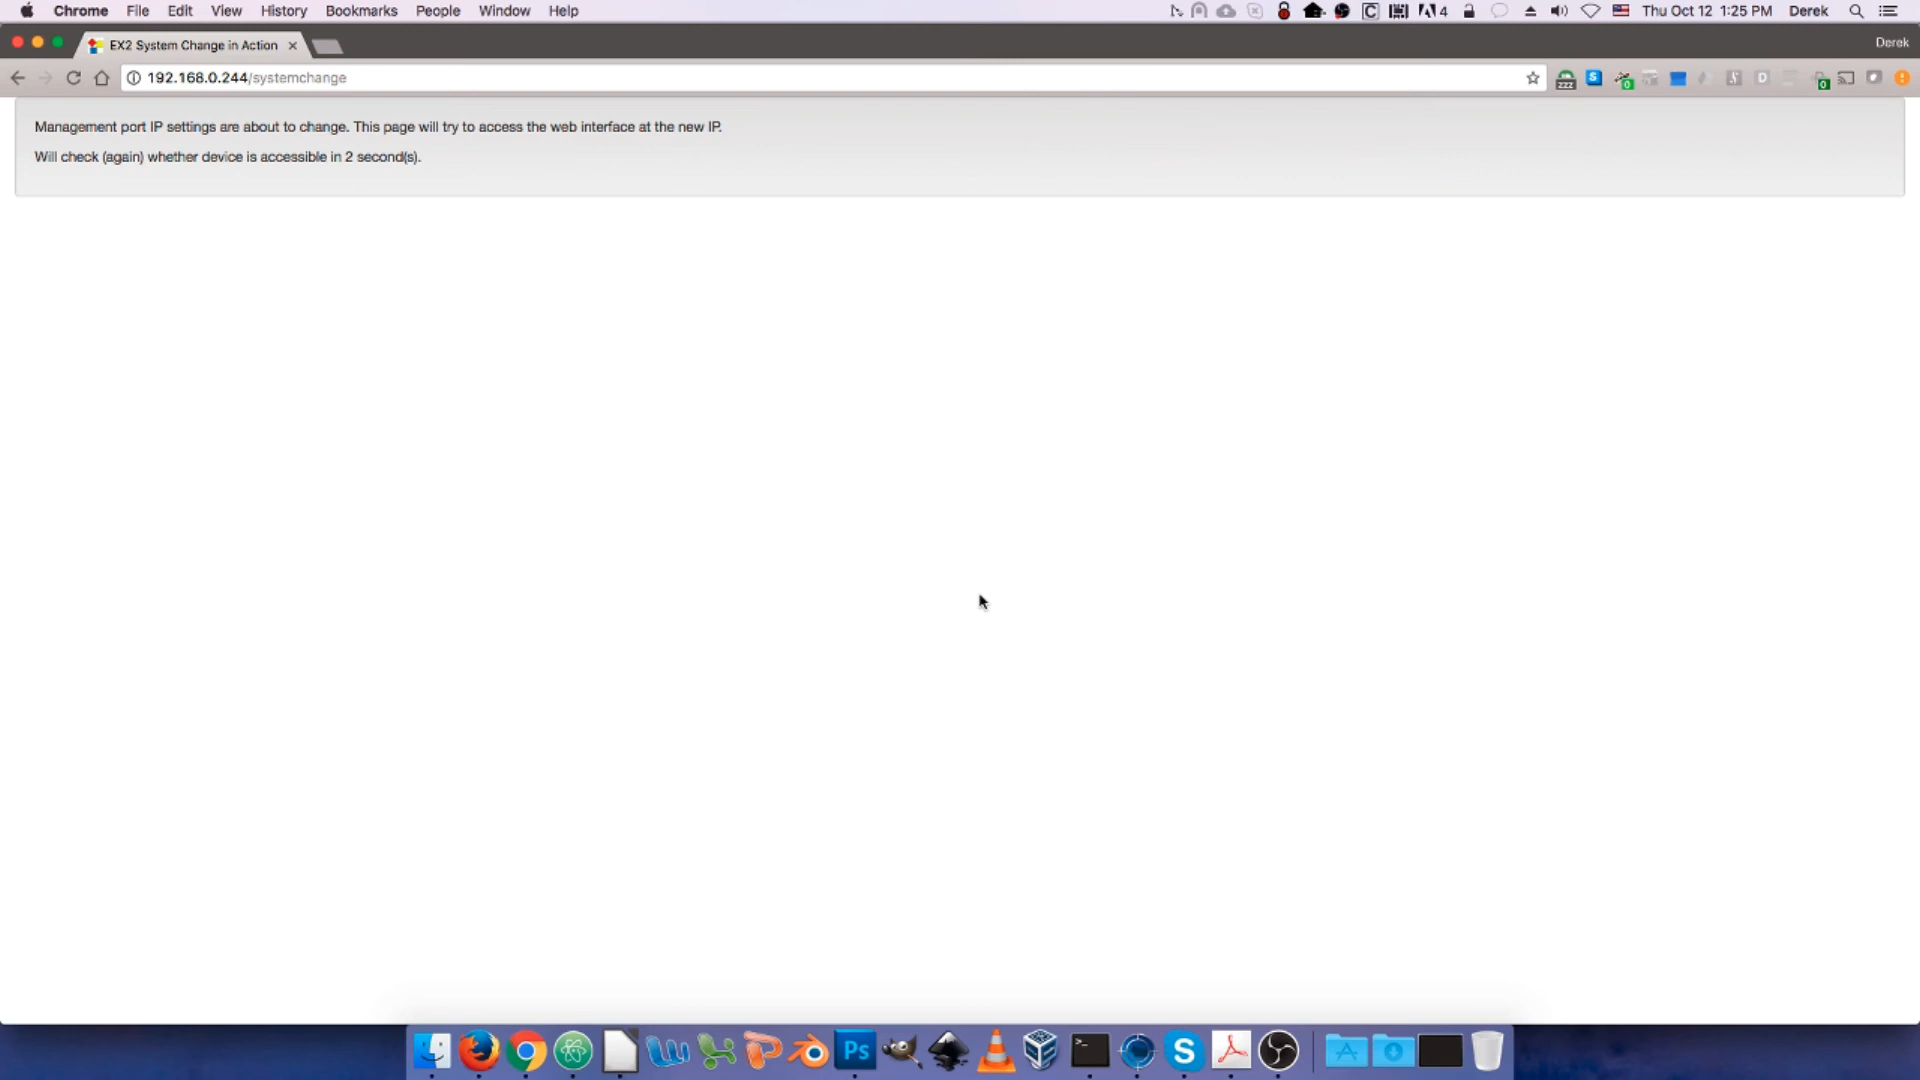 Chrome File Edit View History Bookmarks People Window Help
4 Thu Oct 12 1:25 PM Derek
EX2 System Change in Action
Derek
192.168.0.244/systemchange
Management port IP settings are about to change. This page will try to access the web interface at the new IP.
Will check (again) whether device is accessible in 2 second(s).
Ps